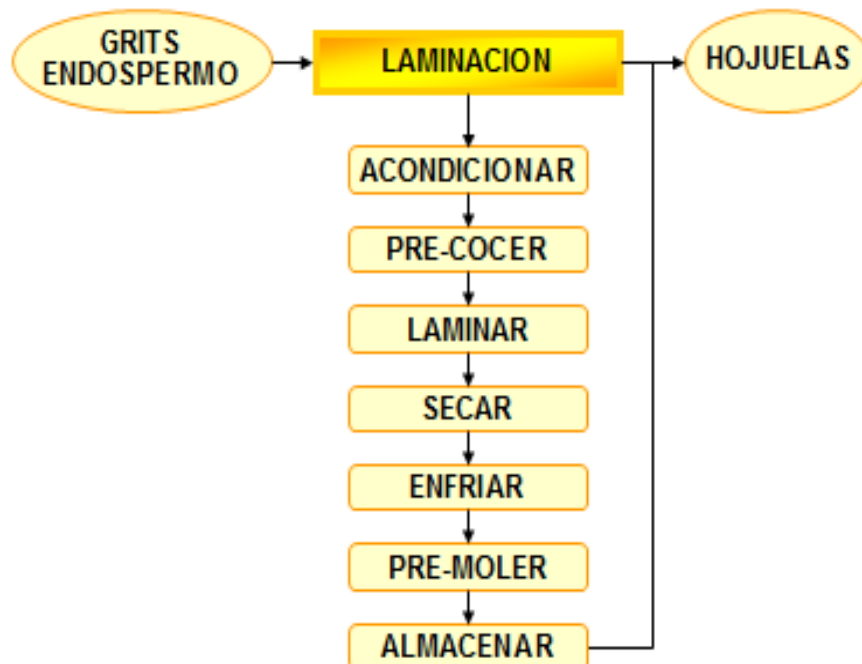 GRITS
ENDOSPERMO
LAMINACION
HOJUELAS
ACONDICIONAR
PRE-COCER
LAMINAR
SECAR
ENFRIAR
PRE-MOLER
ALMACENAR